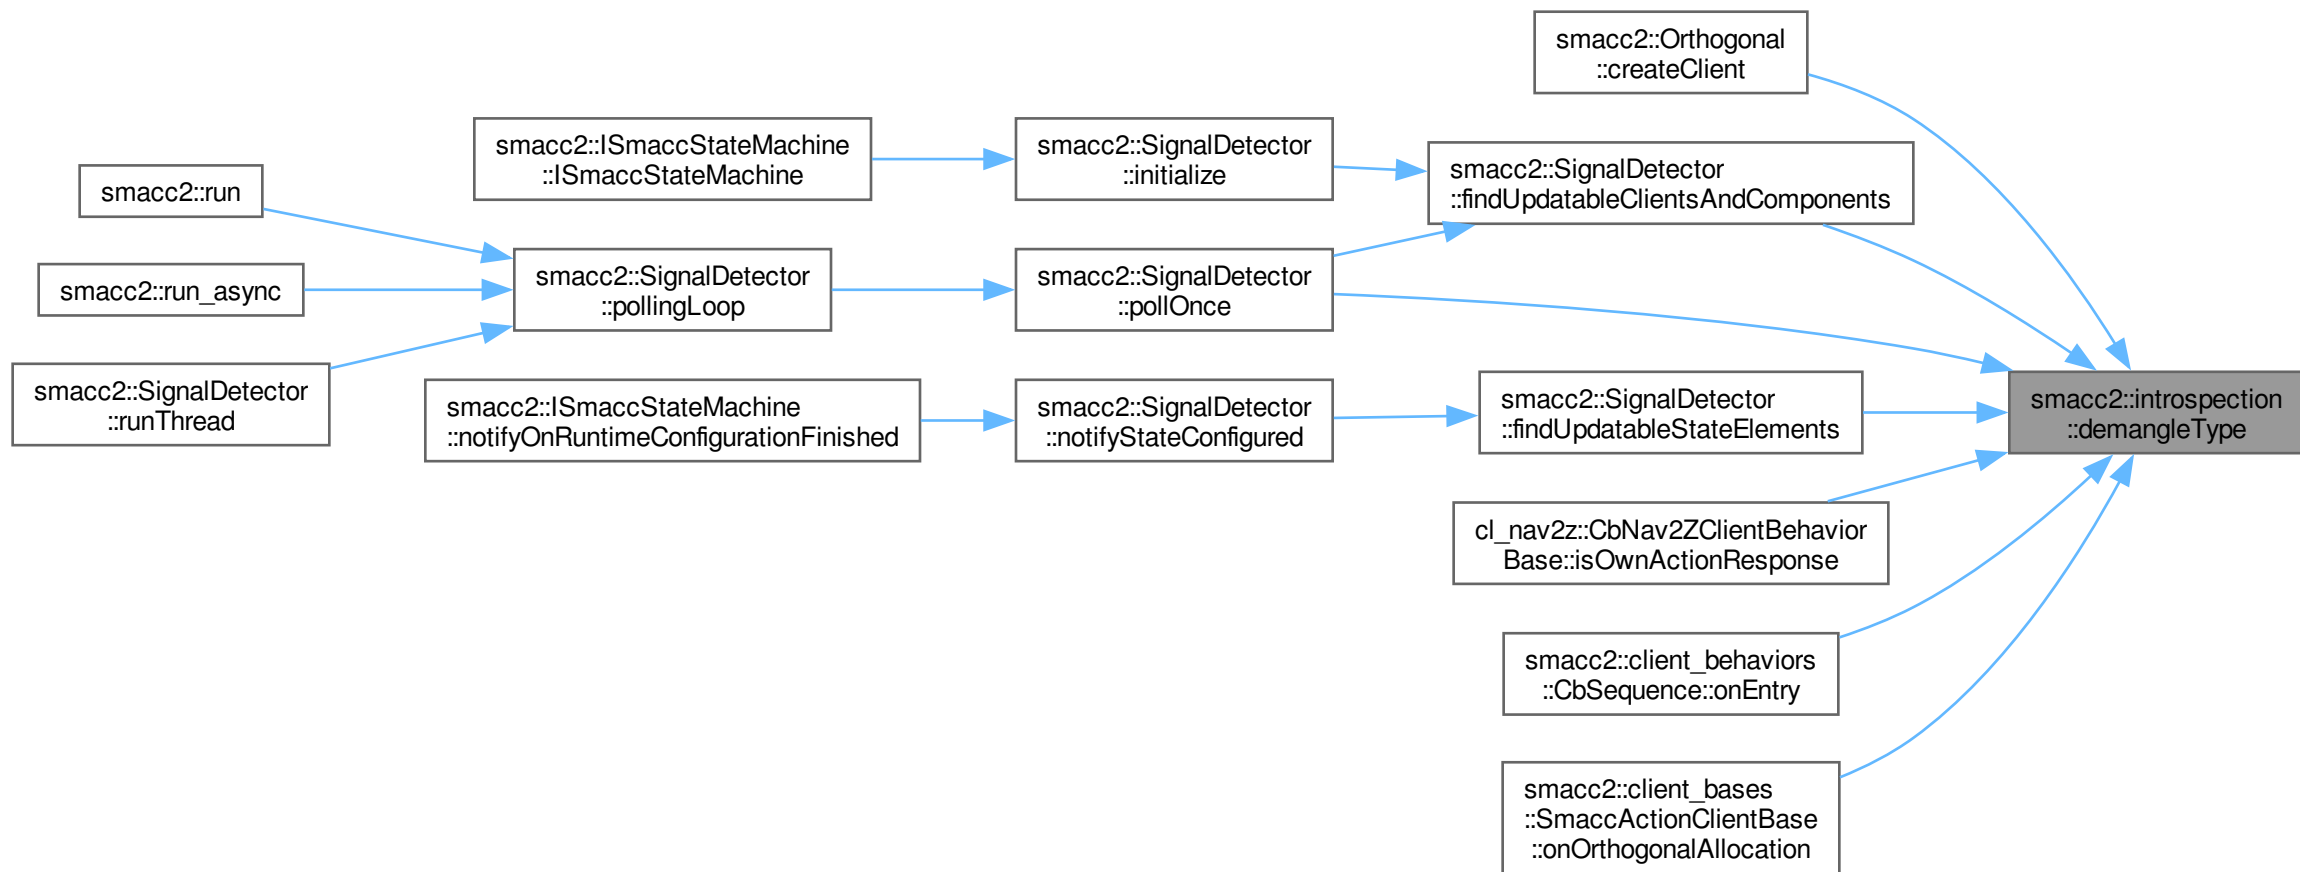 smacc2::Orthogonal
::createClient
smacc2::ISmaccStateMachine
::ISmaccStateMachine
smacc2::SignalDetector
::initialize
smacc2::SignalDetector
::findUpdatableClientsAndComponents
smacc2::run
smacc2::run_async
smacc2::SignalDetector
::pollingLoop
smacc2::SignalDetector
::pollOnce
smacc2::SignalDetector
::runThread
smacc2::ISmaccStateMachine
::notifyOnRuntimeConfigurationFinished
smacc2::SignalDetector
::notifyStateConfigured
smacc2::SignalDetector
::findUpdatableStateElements
smacc2::introspection
::demangleType
cl_nav2z::CbNav2ZClientBehavior
Base::isOwnActionResponse
smacc2::client_behaviors
::CbSequence::onEntry
smacc2::client_bases
::SmaccActionClientBase
::onOrthogonalAllocation